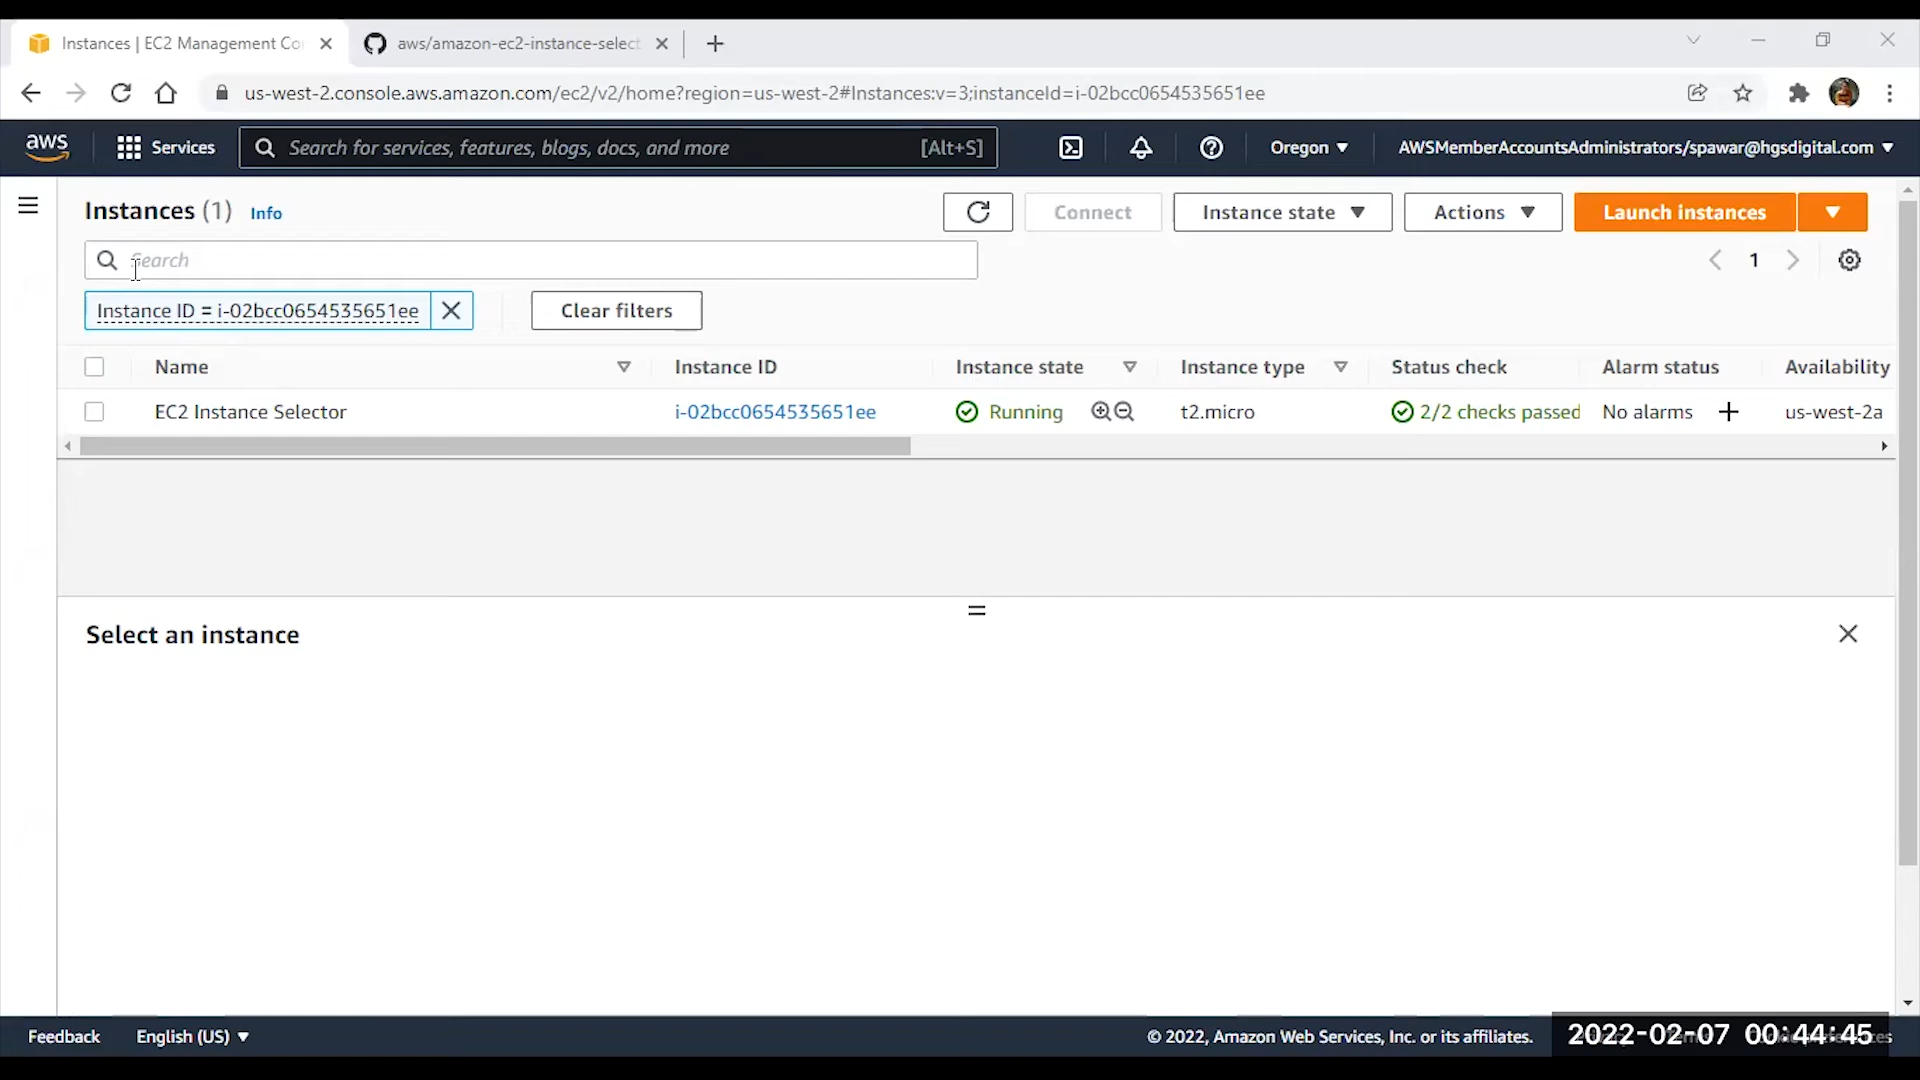 Instances | EC2 Management Co
aws/amazon-ec2-instance-select
us-west-2.console.aws.amazon.com/ec2/v2/home?region=us-west-2#Instances:v=3;instanceId=i-02bcc0654535651ee
aws
Services
Search for services, features, blogs, docs, and more
[Alt+S]
Oregon
AWSMemberAccountsAdministrators/spawar@hgsdigital.com
Instances (1)
Info
Connect
Instance state
Actions
Launch instances
Search
1
Instance ID = i-02bcc0654535651ee
Clear filters
Name
Instance ID
Instance state
Instance type
Status check
Alarm status
Availability
EC2 Instance Selector
i-02bcc0654535651ee
Running
t2.micro
2/2 checks passed
No alarms
us-west-2a
Select an instance
Feedback
English (US)
© 2022, Amazon Web Services, Inc. or its affiliates.
2022-02-07 00:44:45